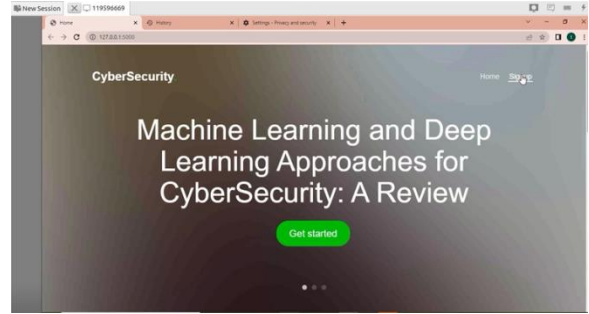 New Session 119596669
Home History Settings - Privacy and security
127.0.0.1:5000
CyberSecurity Home
Machine Learning and Deep
Learning Approaches for
CyberSecurity: A Review
Get started